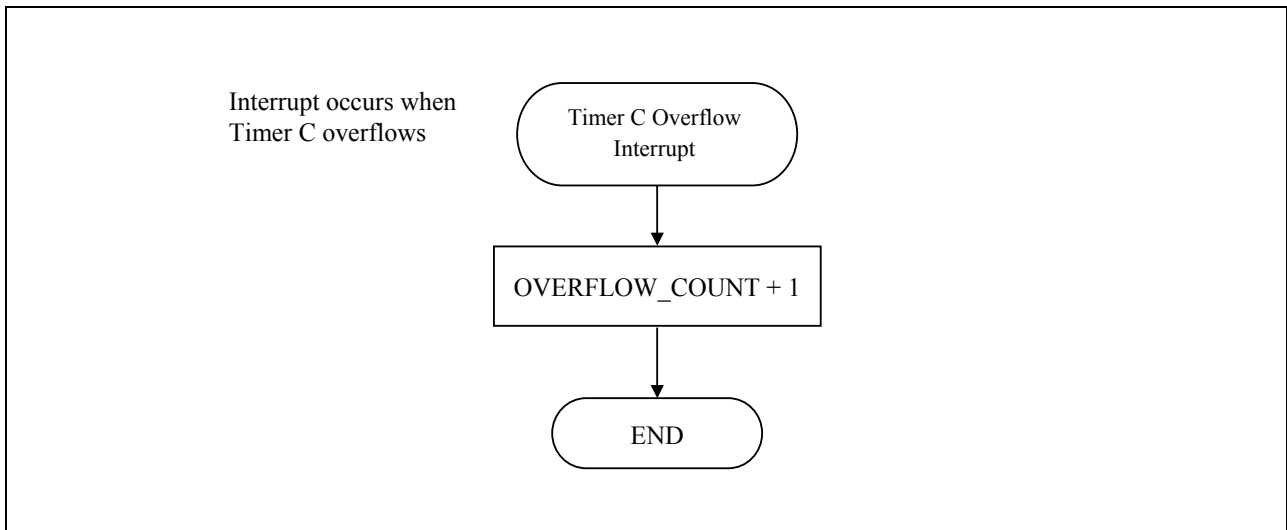 Interrupt occurs when
Timer C overflows
Timer C Overflow
Interrupt
OVERFLOW_COUNT + 1
END